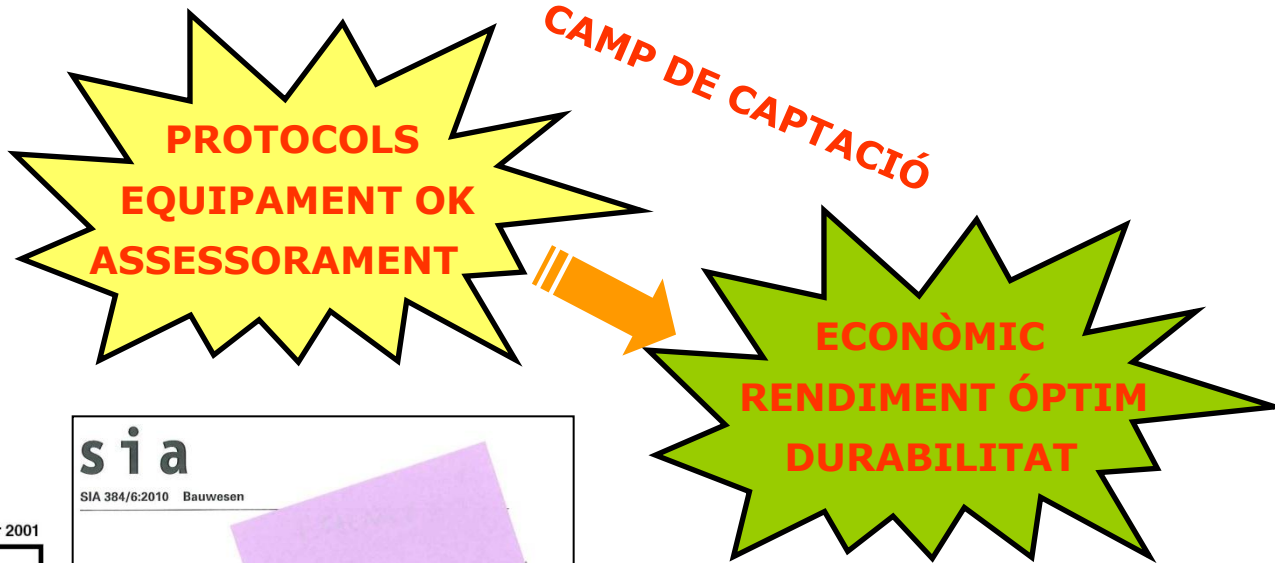 CAMP DE CAPTACIÓ
PROTOCOLS
EQUIPAMENT OK
ASSESSORAMENT
ECONÒMIC
RENDIMENT ÓPTIM
DURABILITAT
sia
SIA 384/6:2010 Bauwesen
2001